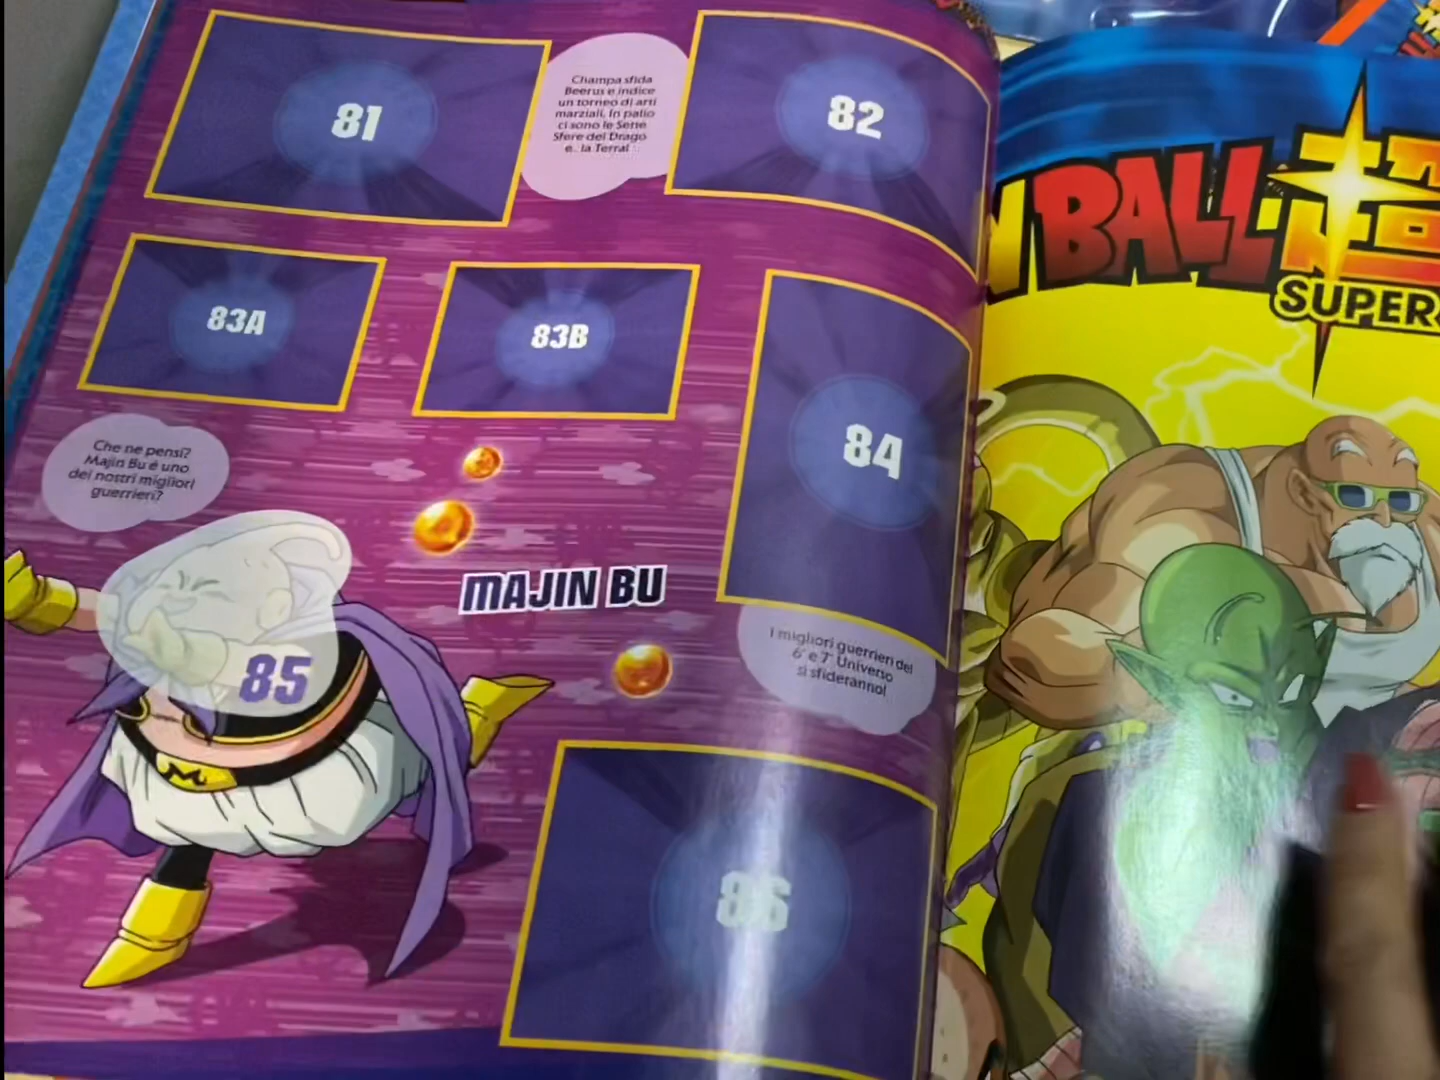 81
Champa sfida
Beerus e indice
un torneo di arti
marziali. In palio
ci sono le Sette
Sfere del Drago
e... la Terra!
82
83A
83B
84
Che ne pensi?
Majin Bu è uno
dei nostri migliori
guerrieri?
MAJIN BU
85
I migliori guerrieri del
6° e 7° Universo
si sfideranno!
86
BALL
超
SUPER